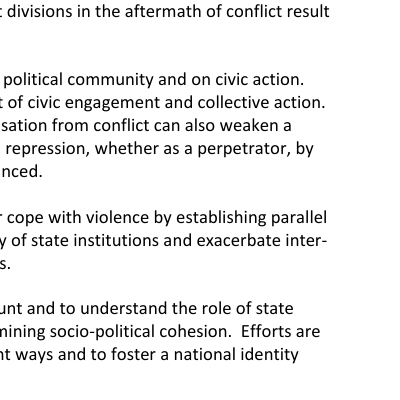 divisions in the aftermath of conflict result
political community and on civic action.
of civic engagement and collective action.
sation from conflict can also weaken a
repression, whether as a perpetrator, by
nced.
cope with violence by establishing parallel
y of state institutions and exacerbate inter-
s.
unt and to understand the role of state
mining socio-political cohesion.  Efforts are
nt ways and to foster a national identity